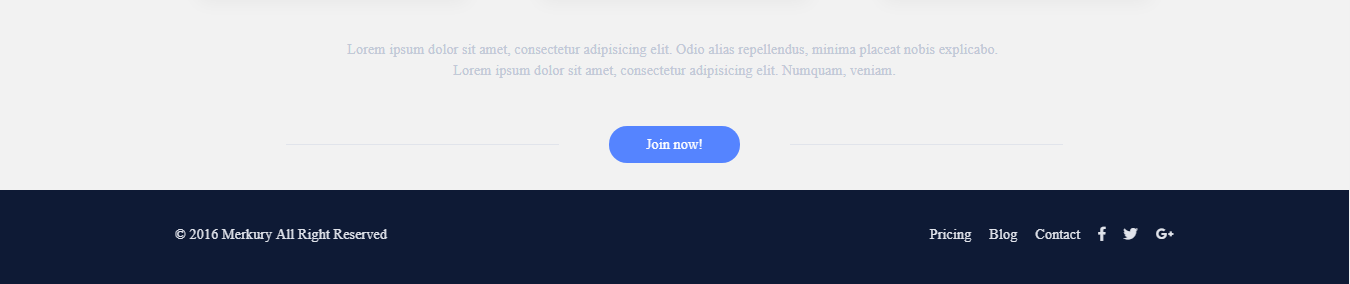 Lorem ipsum dolor sit amet, consectetur adipisicing elit. Odio alias repellendus, minima placeat nobis explicabo.
Lorem ipsum dolor sit amet, consectetur adipisicing elit. Numquam, veniam.
Join now!
© 2016 Merkury All Right Reserved
Pricing Blog Contact